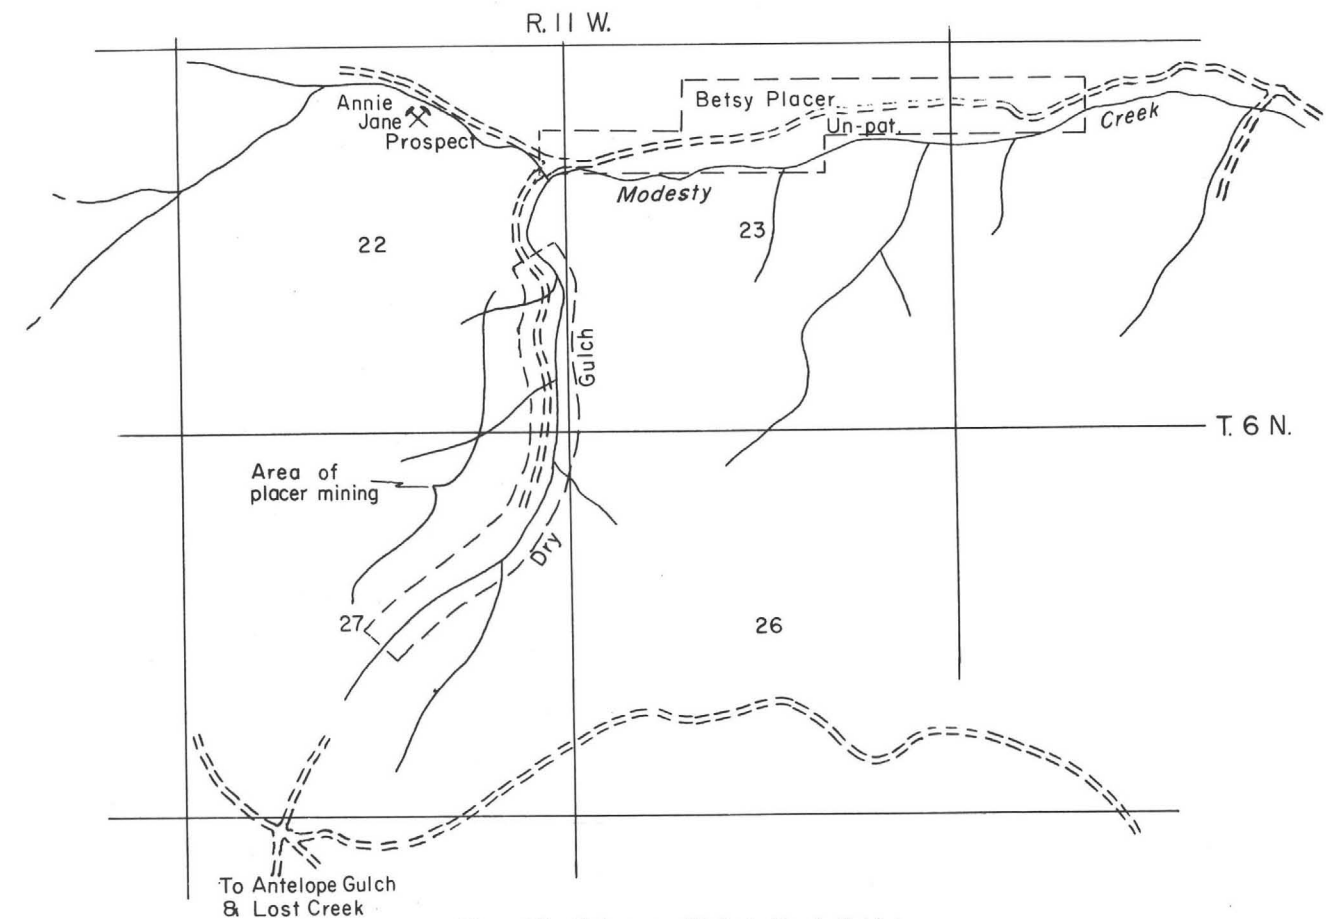 R. 11 W.
Annie
Jane
Prospect
Betsy Placer
Un-pat.
Creek
Modesty
22
23
Gulch
T. 6 N.
Area of
placer mining
Dry
27
26
To Antelope Gulch
& Lost Creek